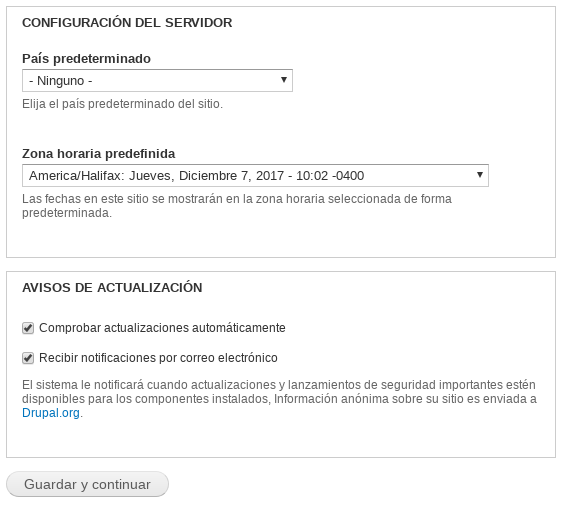 CONFIGURACIÓN DEL SERVIDOR
País predeterminado
- Ninguno -
Elija el país predeterminado del sitio.
Zona horaria predefinida
America/Halifax: Jueves, Diciembre 7, 2017 - 10:02 -0400
Las fechas en este sitio se mostrarán en la zona horaria seleccionada de forma
predeterminada.
AVISOS DE ACTUALIZACIÓN
Comprobar actualizaciones automáticamente
Recibir notificaciones por correo electrónico
El sistema le notificará cuando actualizaciones y lanzamientos de seguridad importantes estén
disponibles para los componentes instalados, Información anónima sobre su sitio es enviada a
Drupal.org.
Guardar y continuar